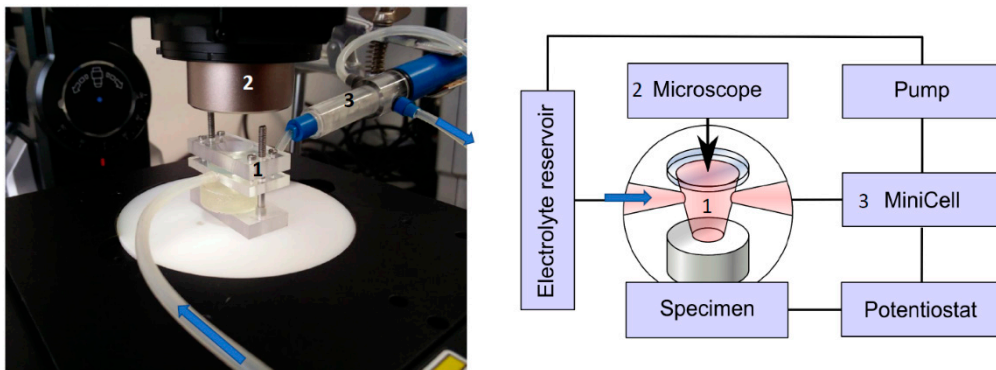 2
3
1
2 Microscope
Pump
Electrolyte reservoir
1
3 MiniCell
Specimen
Potentiostat